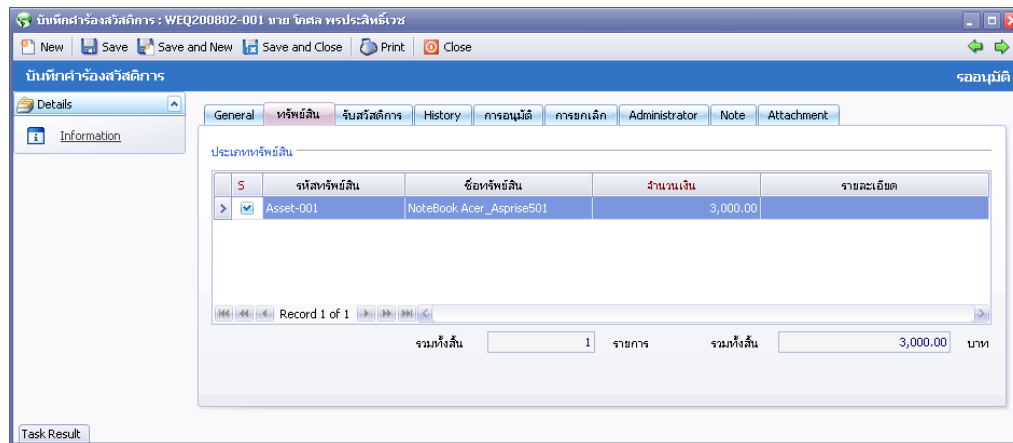 บันทึกคำร้องสวัสดิการ : WEQ200802-001 นาย โกศล พรประสิทธิ์เวช
New Save Save and New Save and Close Print Close
บันทึกคำร้องสวัสดิการ รออนุมัติ
Details
Information
General ทรัพย์สิน รับสวัสดิการ History การอนุมัติ การยกเลิก Administrator Note Attachment
ประเภททรัพย์สิน
S รหัสทรัพย์สิน ชื่อทรัพย์สิน จำนวนเงิน รายละเอียด
Asset-001 NoteBook Acer_Asprise501 3,000.00
Record 1 of 1
รวมทั้งสิ้น 1 รายการ รวมทั้งสิ้น 3,000.00 บาท
Task Result